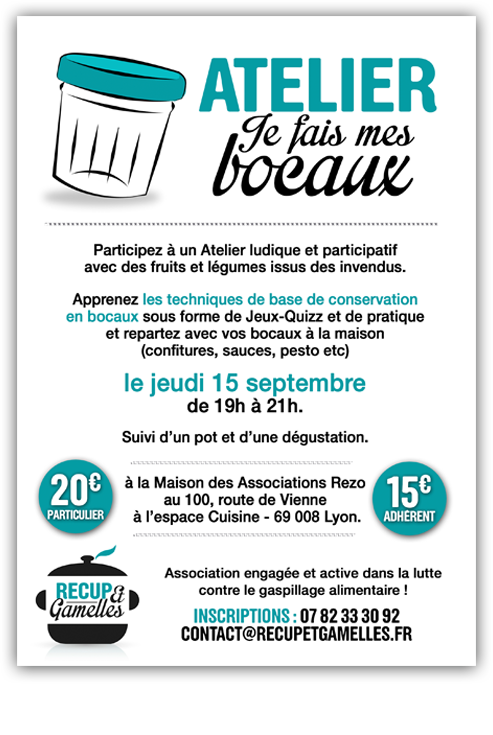 ATELIER
Je fais mes
bocaux
Participez à un Atelier ludique et participatif
avec des fruits et légumes issus des invendus.
Apprenez les techniques de base de conservation
en bocaux sous forme de Jeux-Quizz et de pratique
et repartez avec vos bocaux à la maison
(confitures, sauces, pesto etc)
le jeudi 15 septembre
de 19h à 21h.
Suivi d'un pot et d'une dégustation.
20€
PARTICULIER
à la Maison des Associations Rezo
au 100, route de Vienne
à l'espace Cuisine - 69 008 Lyon.
15€
ADHÉRENT
RECUP&
Gamelles
Association engagée et active dans la lutte
contre le gaspillage alimentaire !
INSCRIPTIONS : 07 82 33 30 92
CONTACT@RECUPETGAMELLES.FR